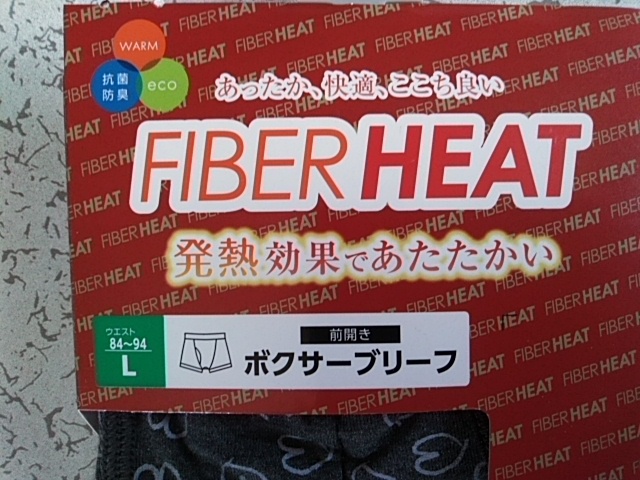 WARM
抗菌
防臭
eco
あったか、快適、ここち良い
FIBER HEAT
発熱効果であたたかい
ウエスト
84～94
L
前開き
ボクサーブリーフ